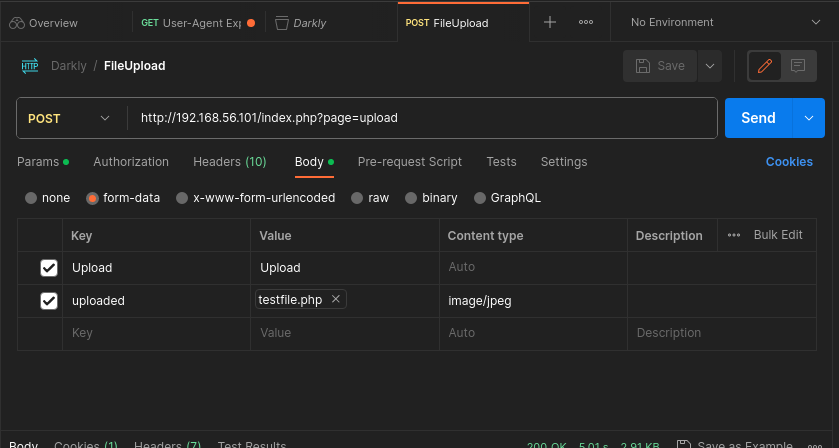 Overview GET User-Agent Exp Darkly POST FileUpload No Environment
HTTP Darkly / FileUpload Save
POST http://192.168.56.101/index.php?page=upload Send
Params Authorization Headers (10) Body Pre-request Script Tests Settings Cookies
none form-data x-www-form-urlencoded raw binary GraphQL
Key Value Content type Description Bulk Edit
Upload Upload Auto
uploaded testfile.php image/jpeg
Key Value Auto Description
Body Cookies (1) Headers (7) Test Results 200 OK 5.01 s 2.91 KB Save as Example